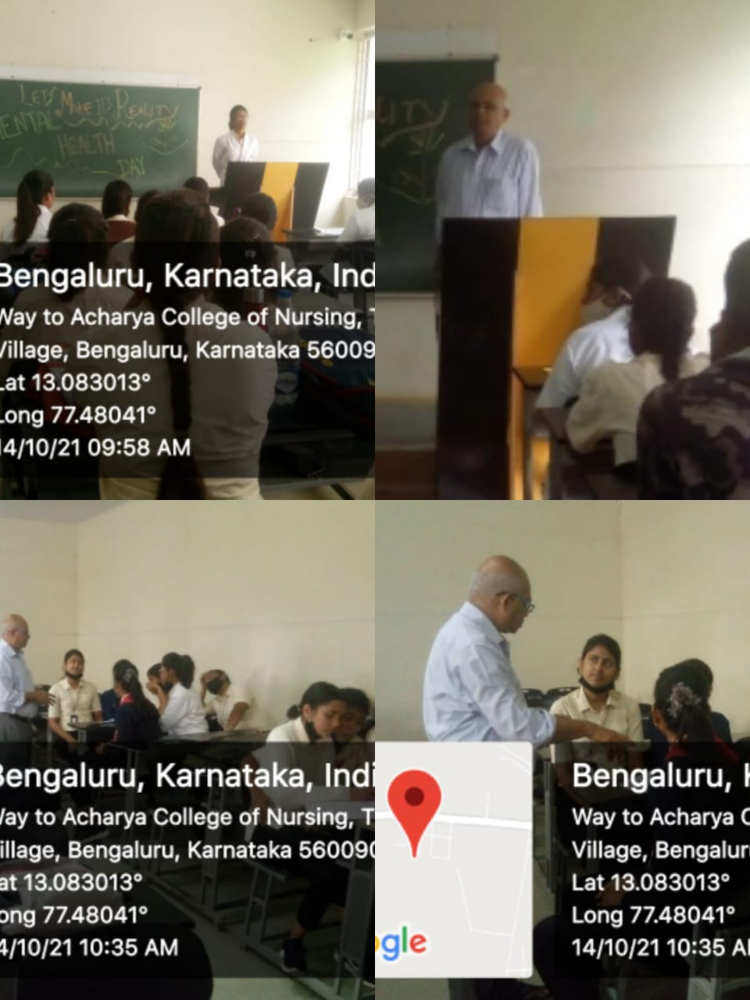 LETS MAKE IT'S REALITY
MENTAL
HEALTH
DAY
Bengaluru, Karnataka, Ind
Way to Acharya College of Nursing, T
Village, Bengaluru, Karnataka 56009
Lat 13.083013°
Long 77.48041°
14/10/21 09:58 AM
LITY
Bengaluru, Karnataka, Indi
Way to Acharya College of Nursing, T
illage, Bengaluru, Karnataka 560090
at 13.083013°
ong 77.48041°
4/10/21 10:35 AM
ogle
Bengaluru, K
Way to Acharya C
Village, Bengalur
Lat 13.083013°
Long 77.48041°
14/10/21 10:35 A